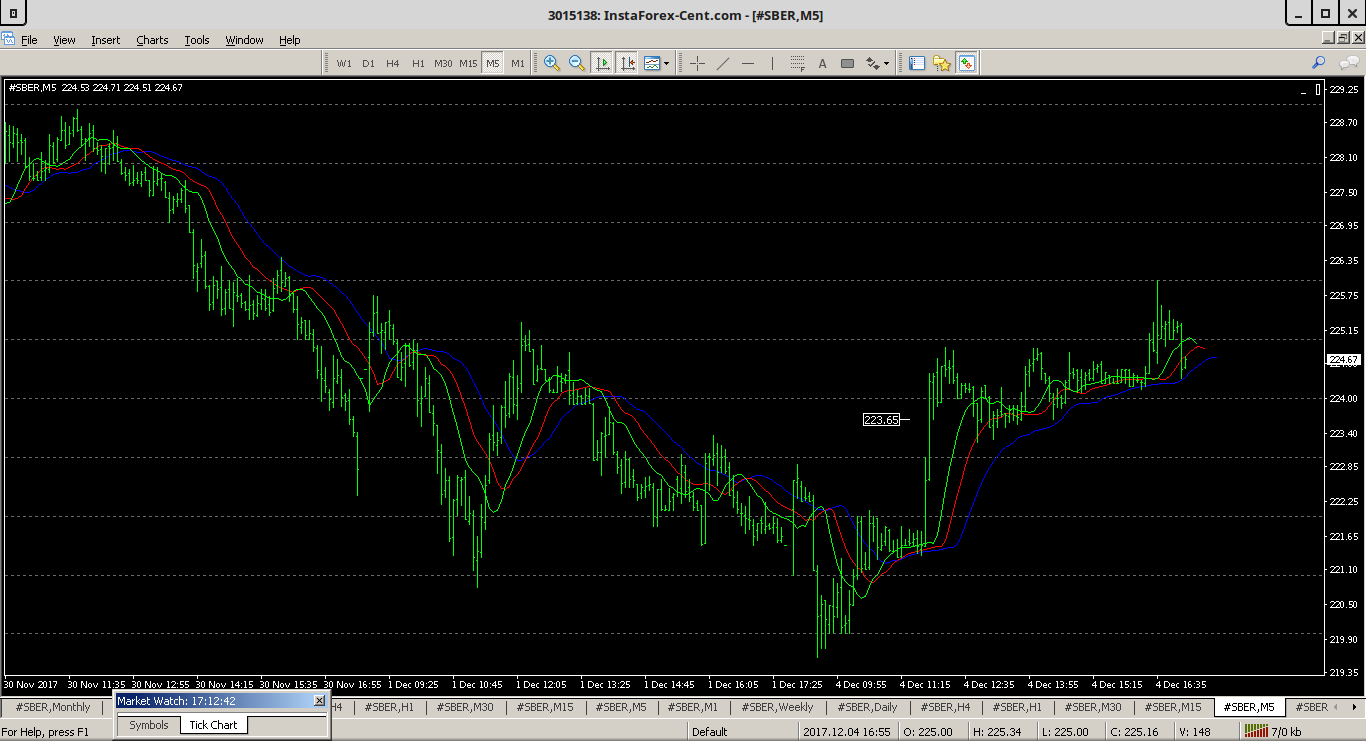 3015138: InstaForex-Cent.com - [#SBER,M5]
File View Insert Charts Tools Window Help
W1 D1 H4 H1 M30 M15 M5 M1
A
#SBER,M5 224.53 224.71 224.51 224.67
229.25
228.70
228.10
227.50
226.95
226.35
225.75
225.15
224.67
224.00
223.65
223.40
222.85
222.25
221.65
221.10
220.50
219.90
219.35
30 Nov 2017 30 Nov 11:35 30 Nov 12:55 30 Nov 14:15 30 Nov 15:35 30 Nov 16:55 1 Dec 09:25 1 Dec 10:45 1 Dec 12:05 1 Dec 13:25 1 Dec 14:45 1 Dec 16:05 1 Dec 17:25 4 Dec 09:55 4 Dec 11:15 4 Dec 12:35 4 Dec 13:55 4 Dec 15:15 4 Dec 16:35
Market Watch: 17:12:42
Symbols Tick Chart
#SBER,Monthly H4 #SBER,H1 #SBER,M30 #SBER,M15 #SBER,M5 #SBER,M1 #SBER,Weekly #SBER,Daily #SBER,H4 #SBER,H1 #SBER,M30 #SBER,M15 #SBER,M5 #SBER
For Help, press F1 Default 2017.12.04 16:55 O: 225.00 H: 225.34 L: 225.00 C: 225.16 V: 148 7/0 kb